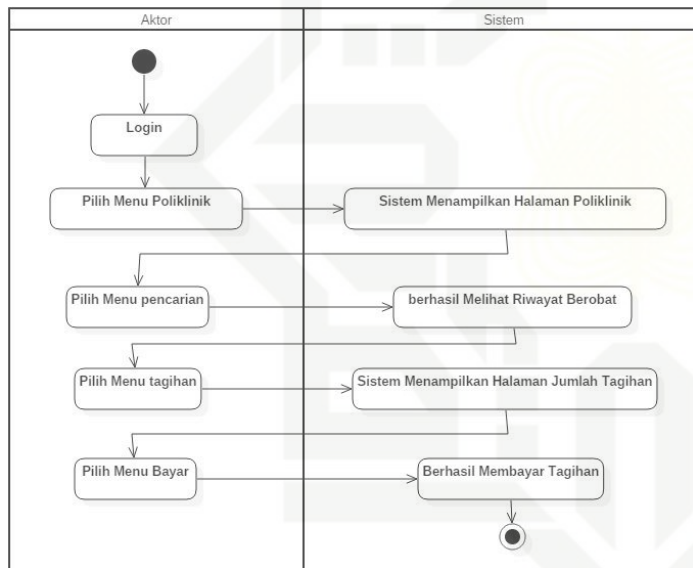 Aktor
Sistem
Login
Pilih Menu Poliklinik
Sistem Menampilkan Halaman Poliklinik
Pilih Menu pencarian
berhasil Melihat Riwayat Berobat
Pilih Menu tagihan
Sistem Menampilkan Halaman Jumlah Tagihan
Pilih Menu Bayar
Berhasil Membayar Tagihan